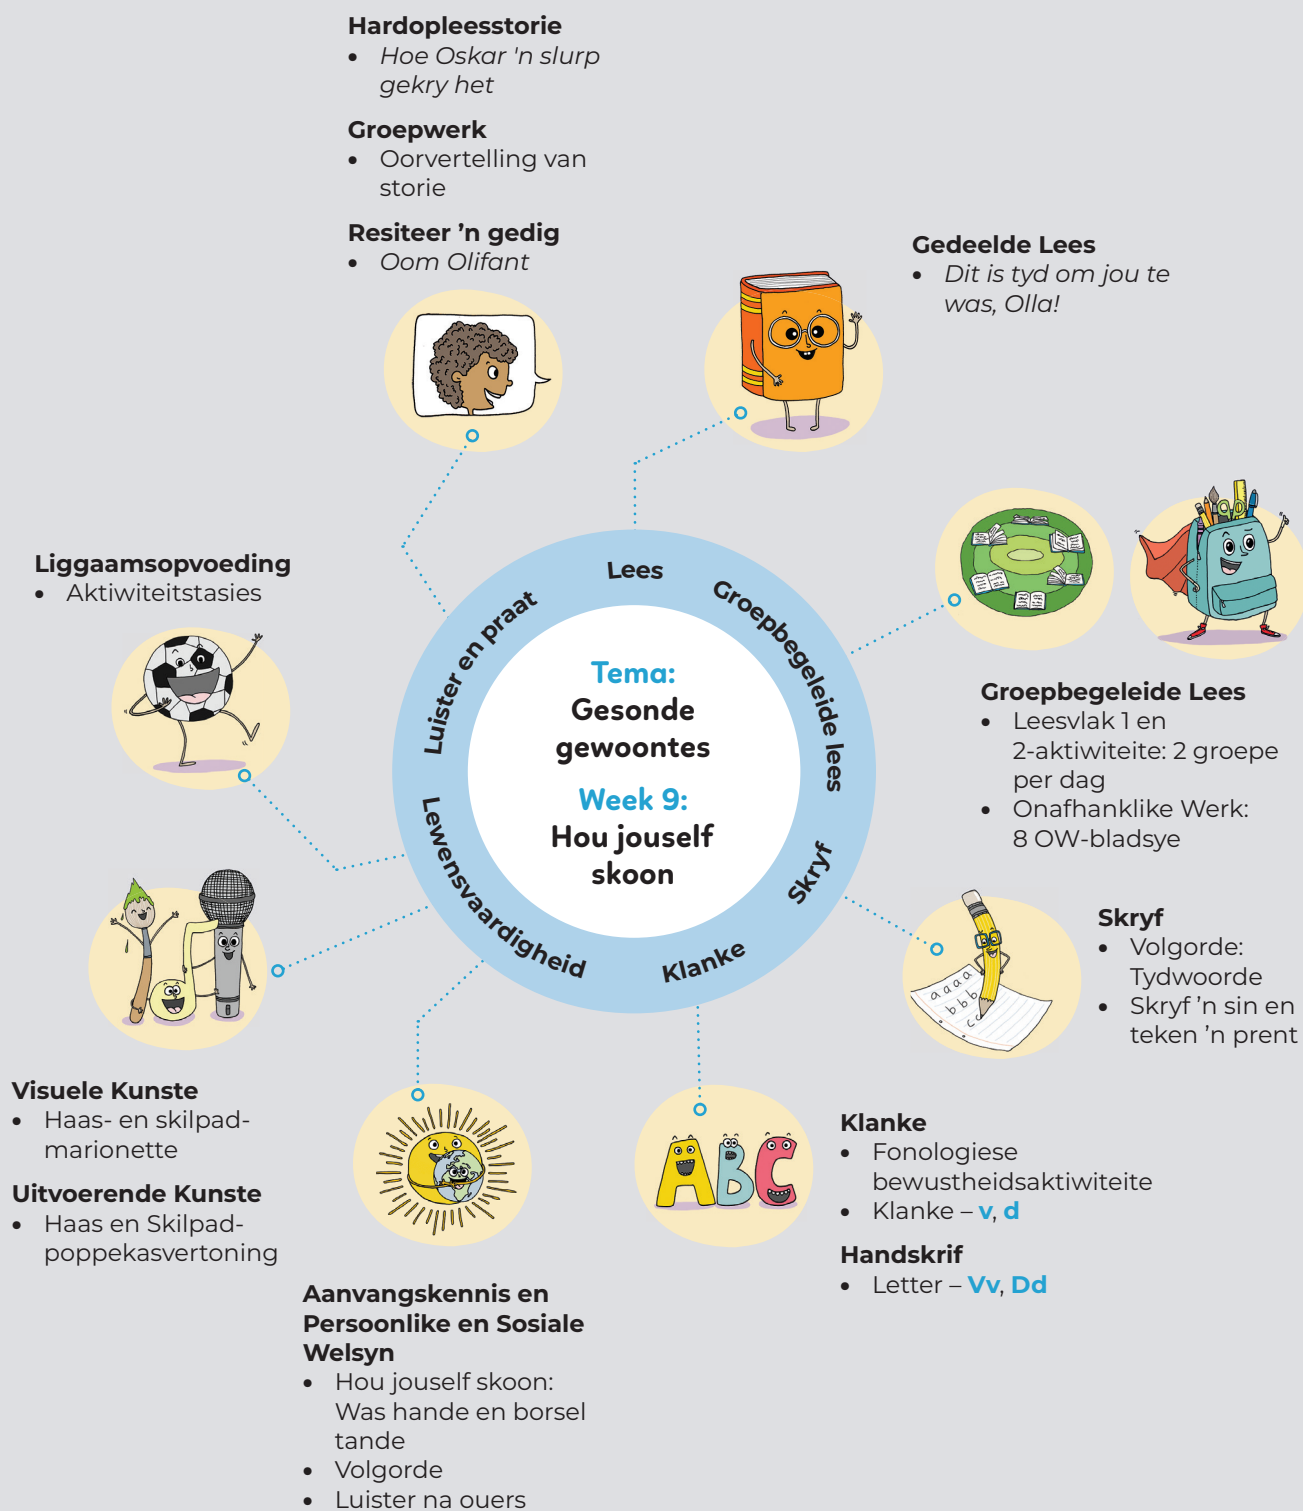 Hardopleesstorie
• Hoe Oskar 'n slurp
gekry het
Groepwerk
• Oorvertelling van
storie
Resiteer ’n gedig
• Oom Olifant
Gedeelde Lees
• Dit is tyd om jou te
was, Olla!
Liggaamsopvoeding
• Aktiwiteitstasies
Luister en praat
Lees
Groepbegeleide lees
Skryf
Klanke
Lewensvaardigheid
Tema:
Gesonde
gewoontes
Week 9:
Hou jouself
skoon
Groepbegeleide Lees
• Leesvlak 1 en
2-aktiwiteite: 2 groepe
per dag
• Onafhanklike Werk:
8 OW-bladsye
Skryf
• Volgorde:
Tydwoorde
• Skryf ’n sin en
teken ’n prent
a a a a
b b b
c c
Visuele Kunste
• Haas- en skilpad-
marionette
Uitvoerende Kunste
• Haas en Skilpad-
poppekasvertoning
ABC
Klanke
• Fonologiese
bewustheidsaktiwiteite
• Klanke – v, d
Handskrif
• Letter – Vv, Dd
Aanvangskennis en
Persoonlike en Sosiale
Welsyn
• Hou jouself skoon:
Was hande en borsel
tande
• Volgorde
• Luister na ouers